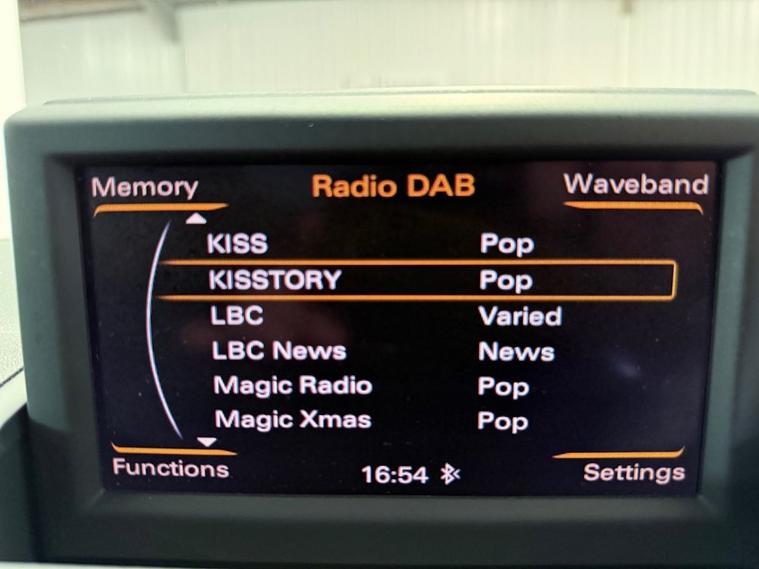 Memory Radio DAB Waveband
KISS Pop
KISSTORY Pop
LBC Varied
LBC News News
Magic Radio Pop
Magic Xmas Pop
Functions 16:54 Settings